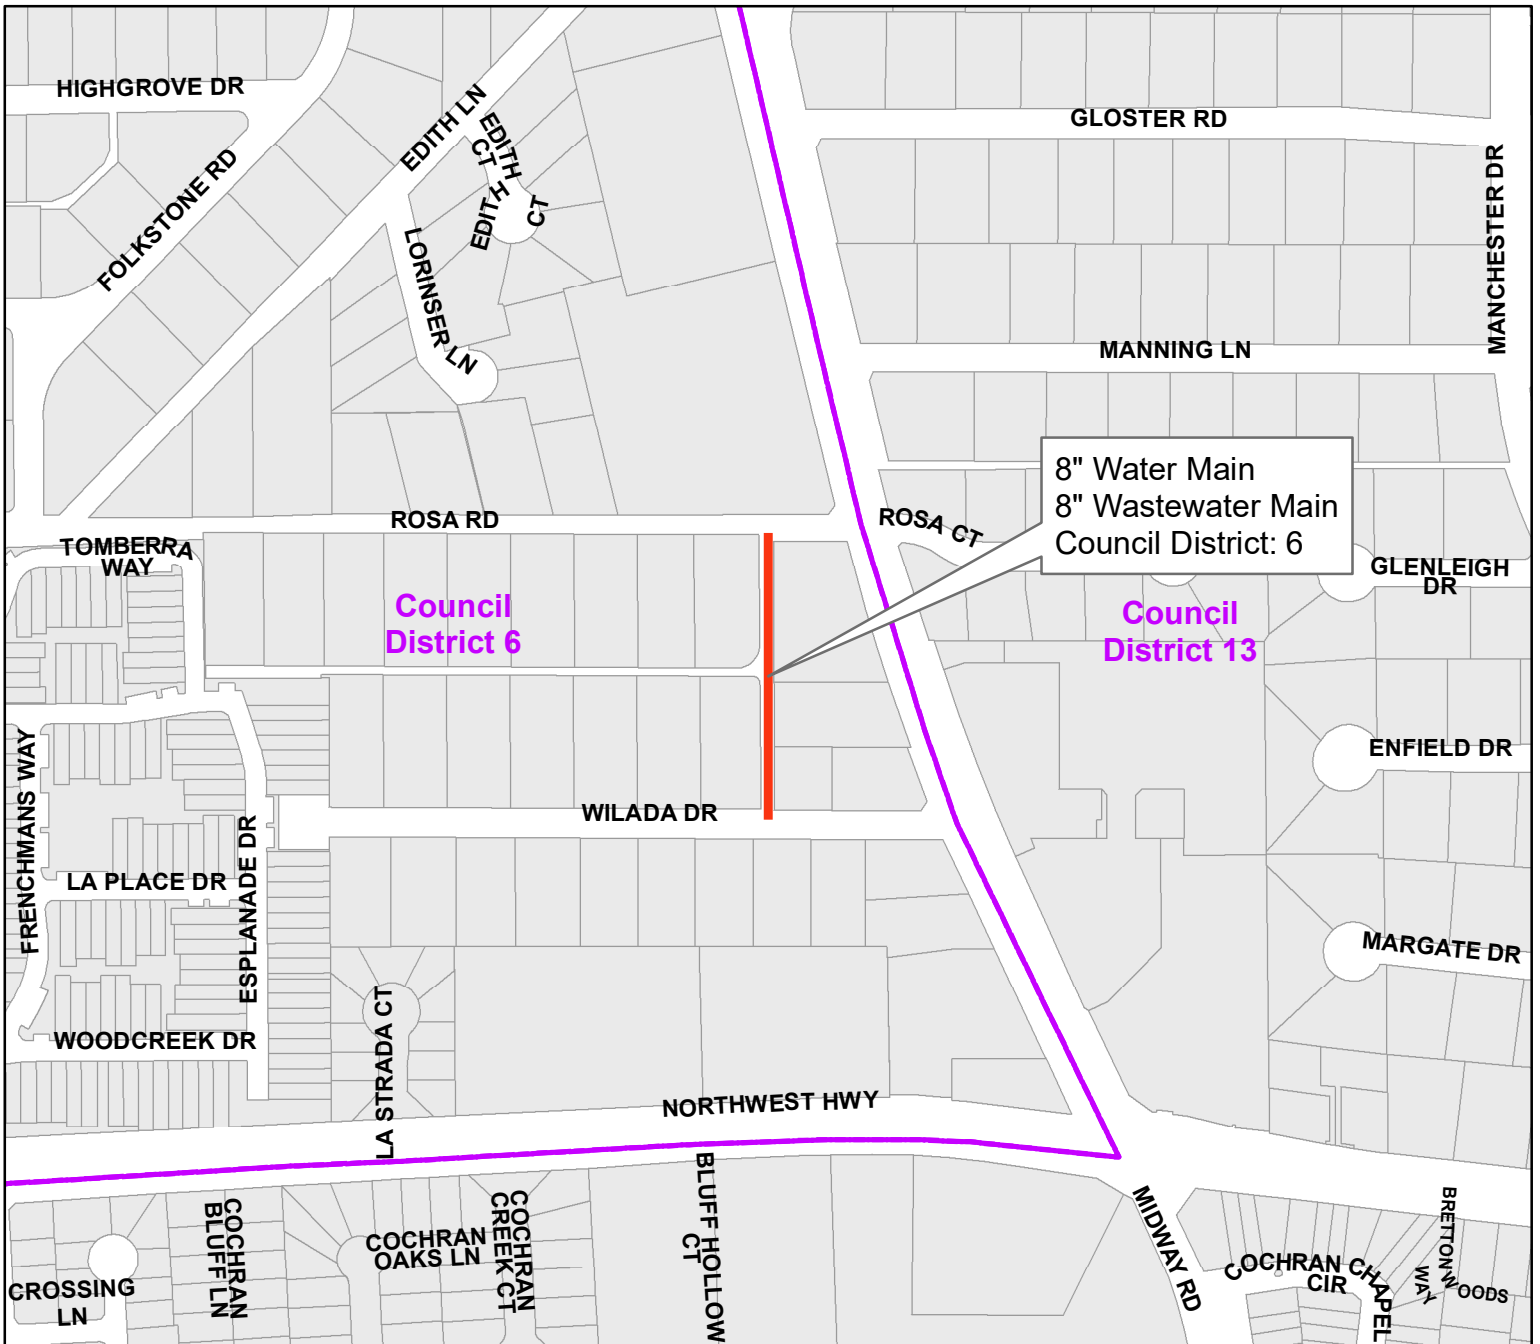 HIGHGROVE DR
EDITH LN
EDITH
CT
EDITH
CT
FOLKSTONE RD
LORINSER LN
GLOSTER RD
MANCHESTER DR
MANNING LN
8" Water Main
8" Wastewater Main
Council District: 6
ROSA RD
ROSA CT
TOMBERRA
WAY
GLENLEIGH
DR
Council
District 6
Council
District 13
FRENCHMANS WAY
ENFIELD DR
WILADA DR
ESPLANADE DR
LA PLACE DR
MARGATE DR
WOODCREEK DR
LA STRADA CT
NORTHWEST HWY
MIDWAY RD
COCHRAN
BLUFF LN
COCHRAN
OAKS LN
COCHRAN
CREEK CT
BLUFF HOLLOW
CT
CROSSING
LN
COCHRAN CHAPEL
CIR
BRETTON WOODS
WAY